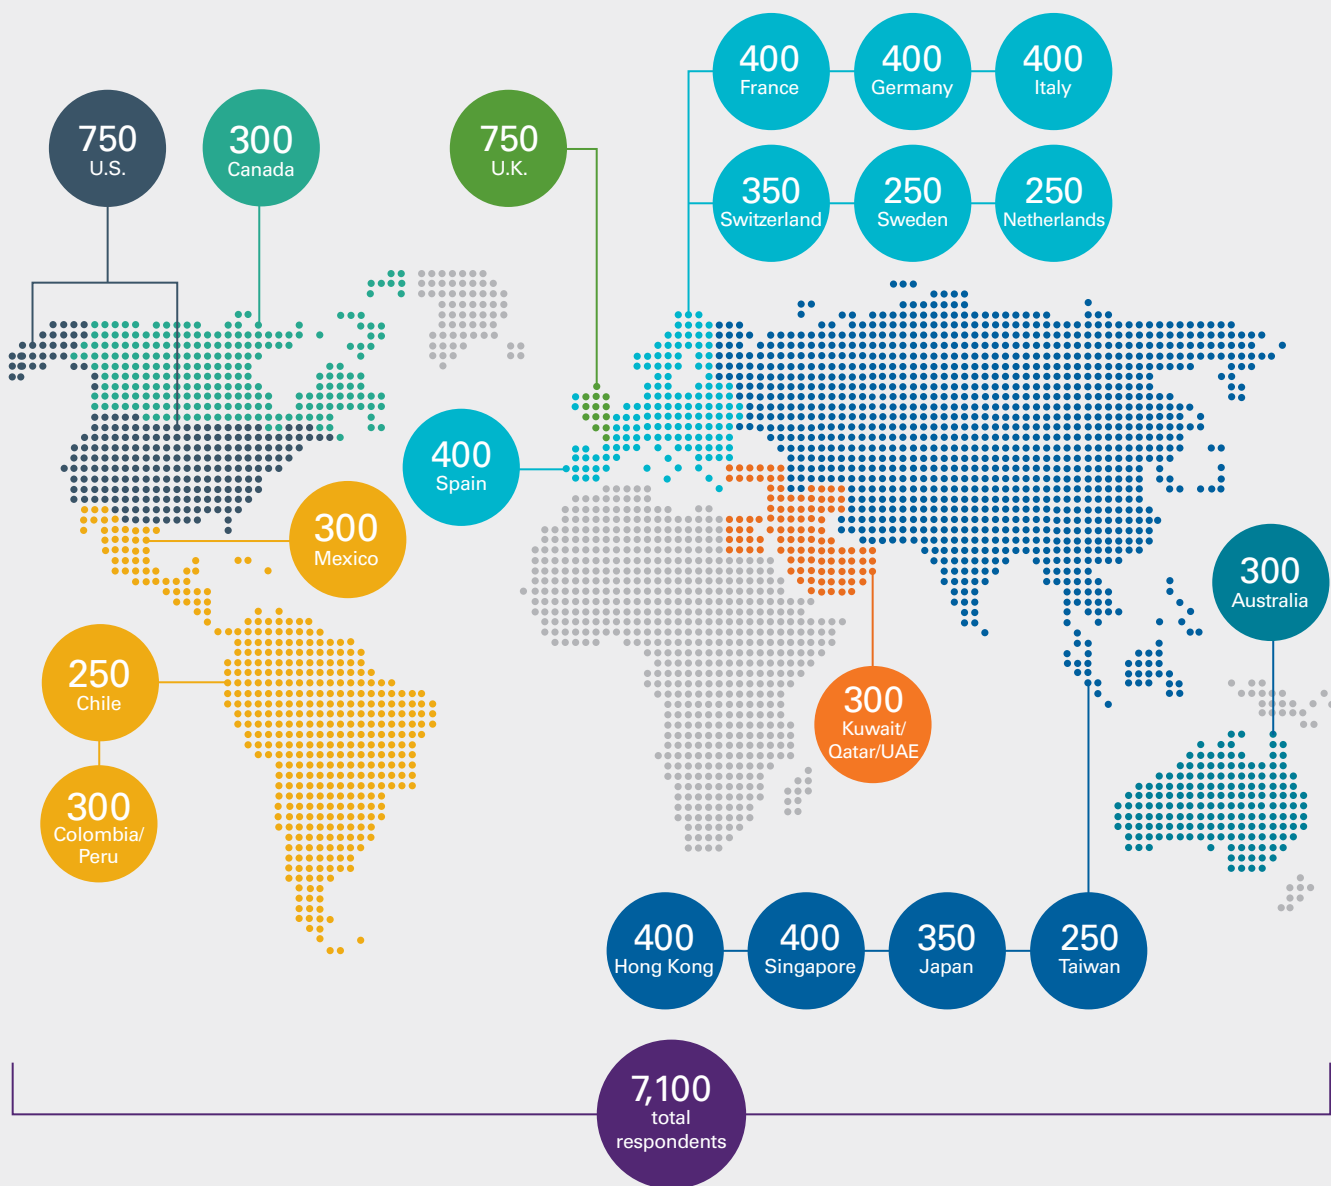 400
France
400
Germany
400
Italy
750
U.S.
300
Canada
750
U.K.
350
Switzerland
250
Sweden
250
Netherlands
400
Spain
300
Mexico
300
Australia
250
Chile
300
Kuwait/
Qatar/UAE
300
Colombia/
Peru
400
Hong Kong
400
Singapore
350
Japan
250
Taiwan
7,100
total
respondents